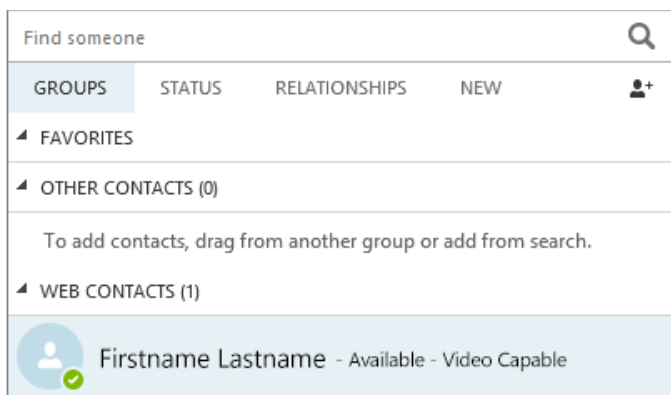 Find someone
GROUPS STATUS RELATIONSHIPS NEW
FAVORITES
OTHER CONTACTS (0)
To add contacts, drag from another group or add from search.
WEB CONTACTS (1)
Firstname Lastname - Available - Video Capable